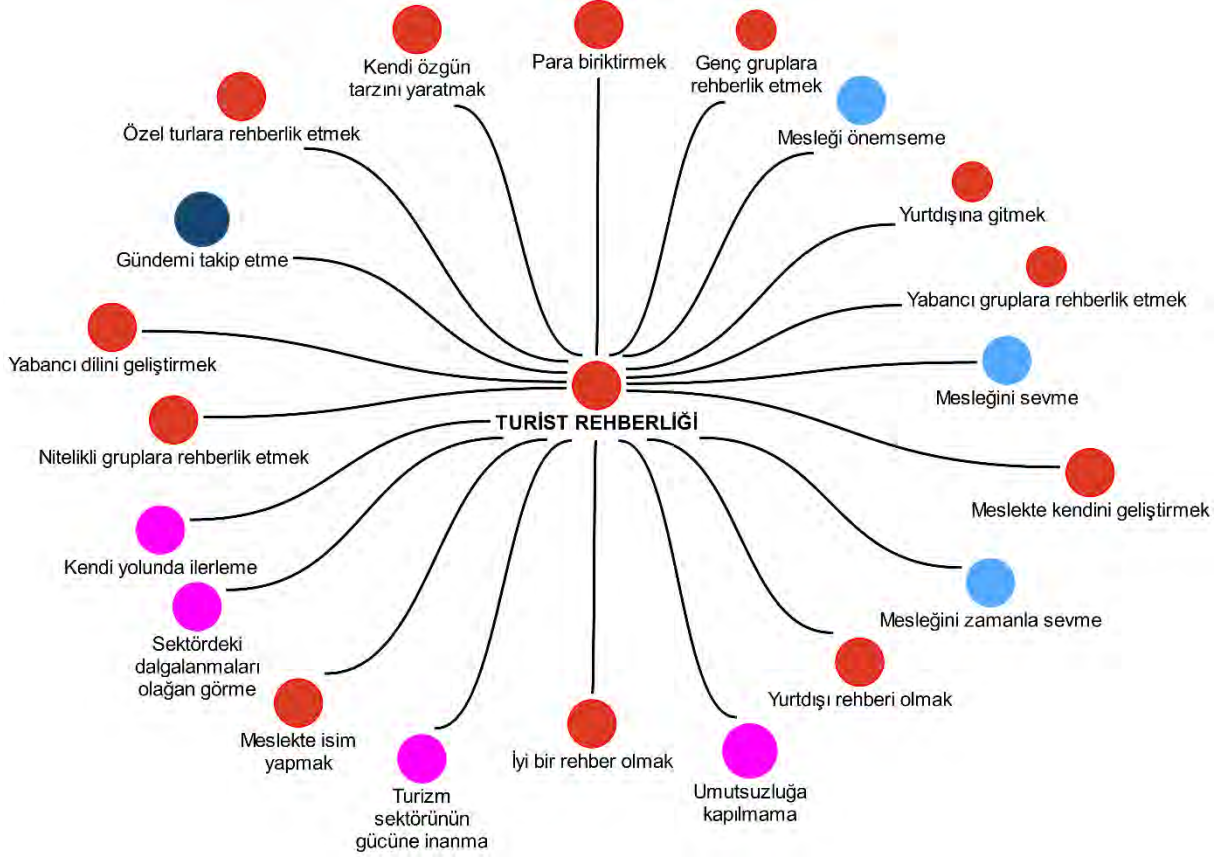 Kendi özgün
tarzını yaratmak
Para biriktirmek
Genç gruplara
rehberlik etmek
Özel turlara rehberlik etmek
Mesleği önemseme
Yurtdışına gitmek
Gündemi takip etme
Yabancı gruplara rehberlik etmek
Yabancı dilini geliştirmek
Mesleğini sevme
TURİST REHBERLİĞİ
Nitelikli gruplara rehberlik etmek
Meslekte kendini geliştirmek
Kendi yolunda ilerleme
Mesleğini zamanla sevme
Sektördeki
dalgalanmaları
olağan görme
Yurtdışı rehberi olmak
Meslekte isim
yapmak
İyi bir rehber olmak
Turizm
sektörünün
gücüne inanma
Umutsuzluğa
kapılmama